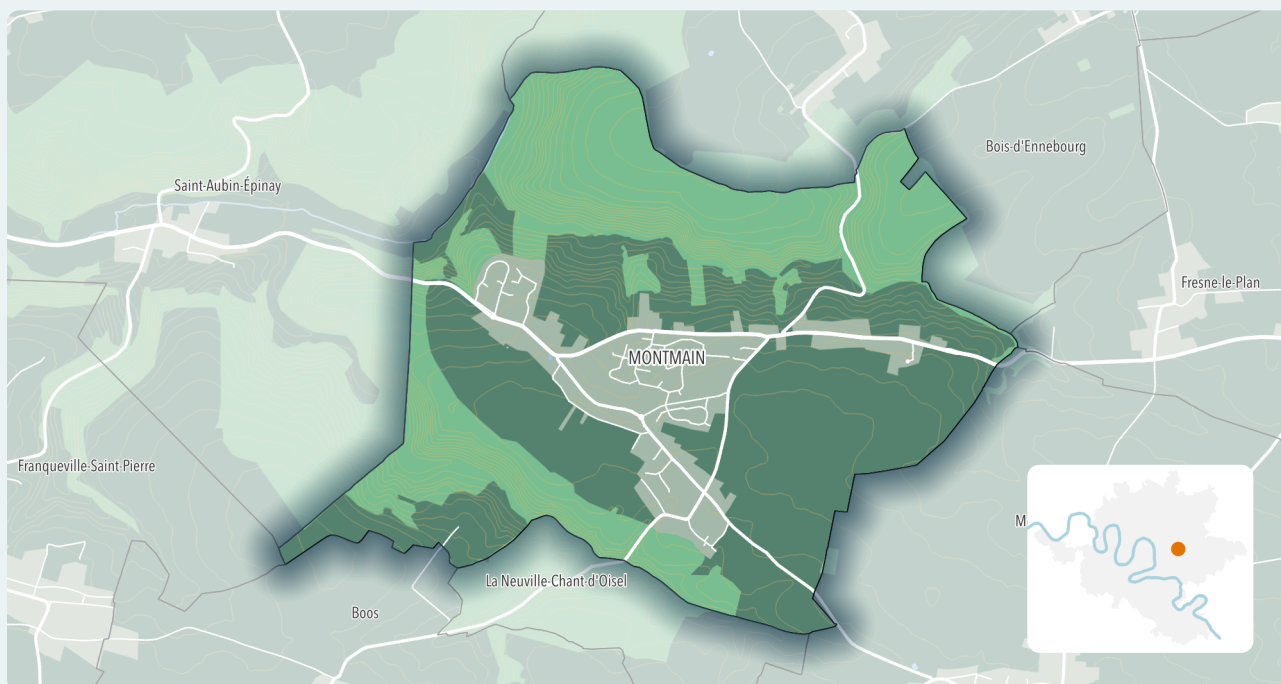 Bois-d'Ennebourg
Saint-Aubin-Épinay
Fresne-le-Plan
MONTMAIN
Franqueville-Saint-Pierre
M
La Neuville-Chant-d'Oisel
Boos